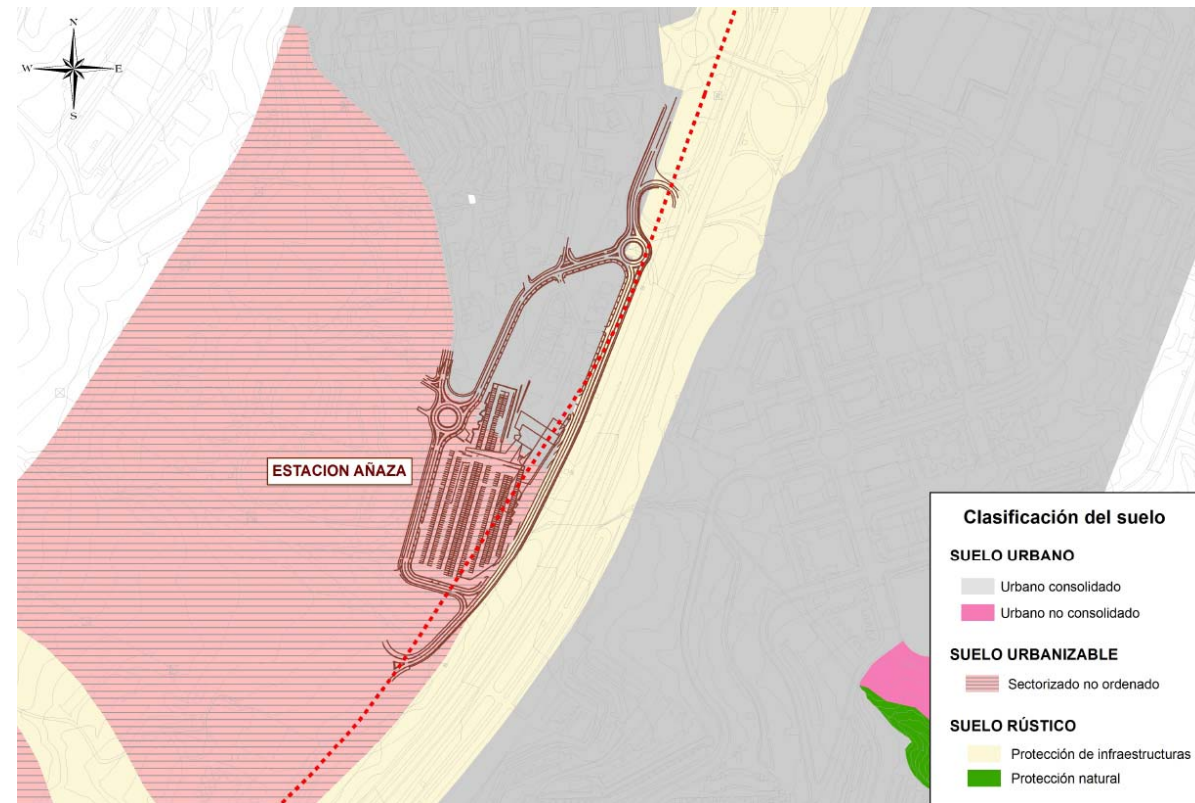 N
W
E
S
ESTACION AÑAZA
Clasificación del suelo
SUELO URBANO
Urbano consolidado
Urbano no consolidado
SUELO URBANIZABLE
Sectorizado no ordenado
SUELO RÚSTICO
Protección de infraestructuras
Protección natural